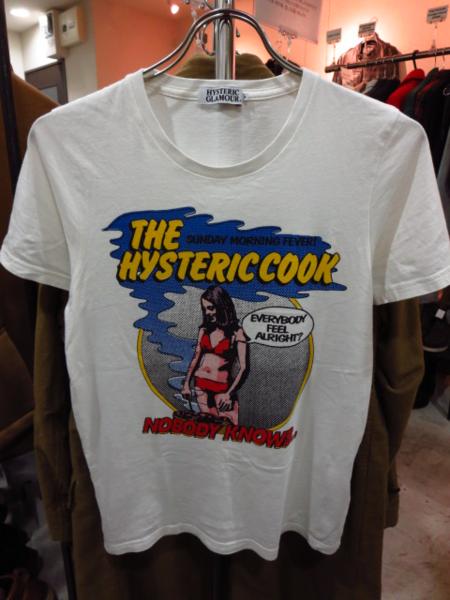 HYSTERIC
GLAMOUR
THE
SUNDAY MORNING FEVER!
HYSTERIC COOK
EVERYBODY
FEEL
ALRIGHT?
NOBODY KNOWS